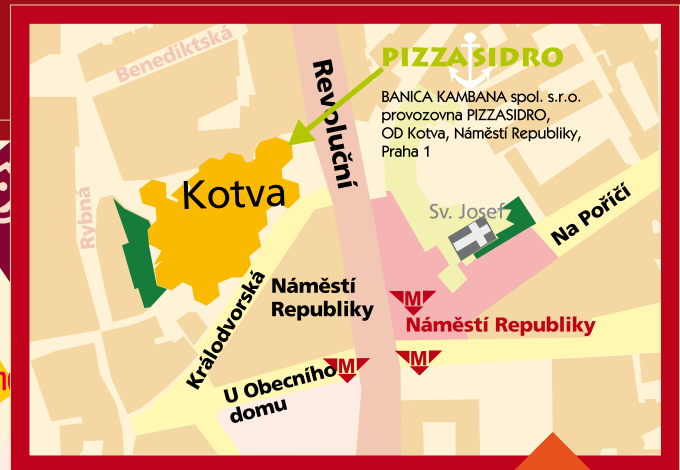 Benediktská
PIZZASIDRO
BANICA KAMBANA spol. s.r.o.
provozovna PIZZASIDRO,
OD Kotva, Náměstí Republiky,
Praha 1
Revoluční
Kotva
Rybná
Sv. Josef
Na Poříčí
Královodvorská
Náměstí
Republiky
M
Náměstí Republiky
M
M
U Obecního
domu